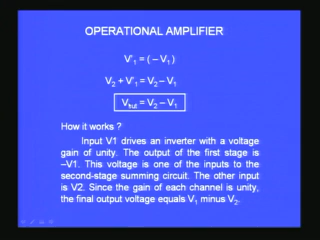 OPERATIONAL AMPLIFIER
V'1 = ( – V1 )
V2 + V'1 = V2 – V1
Vout = V2 – V1
How it works ?
Input V1 drives an inverter with a voltage
gain of unity. The output of the first stage is
–V1. This voltage is one of the inputs to the
second-stage summing circuit. The other input
is V2. Since the gain of each channel is unity,
the final output voltage equals V1 minus V2.